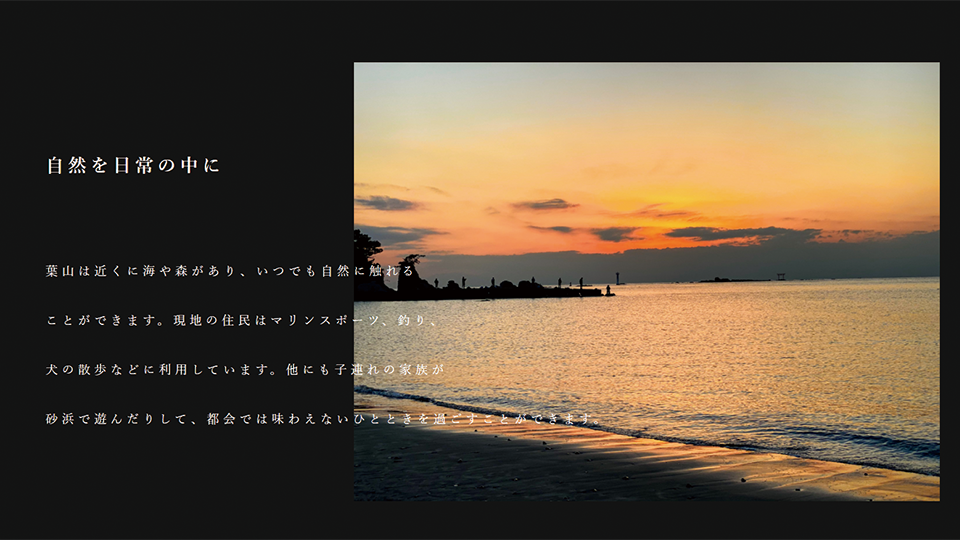 自然を日常の中に
葉山は近くに海や森があり、いつでも自然に触れる
ことができます。現地の住民はマリンスポーツ、釣り、
犬の散歩などに利用しています。他にも子連れの家族が
砂浜で遊んだりして、都会では味わえないひとときを過ごすことができます。